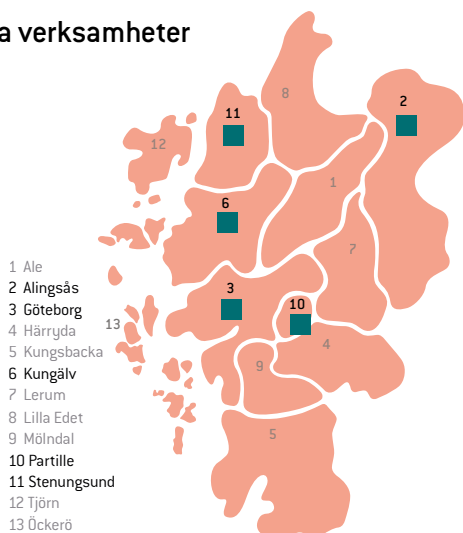 a verksamheter
8
2
11
12
1
6
7
3
10
13
4
9
5
1 Ale
2 Alingsås
3 Göteborg
4 Härryda
5 Kungsbacka
6 Kungälv
7 Lerum
8 Lilla Edet
9 Mölndal
10 Partille
11 Stenungsund
12 Tjörn
13 Öckerö